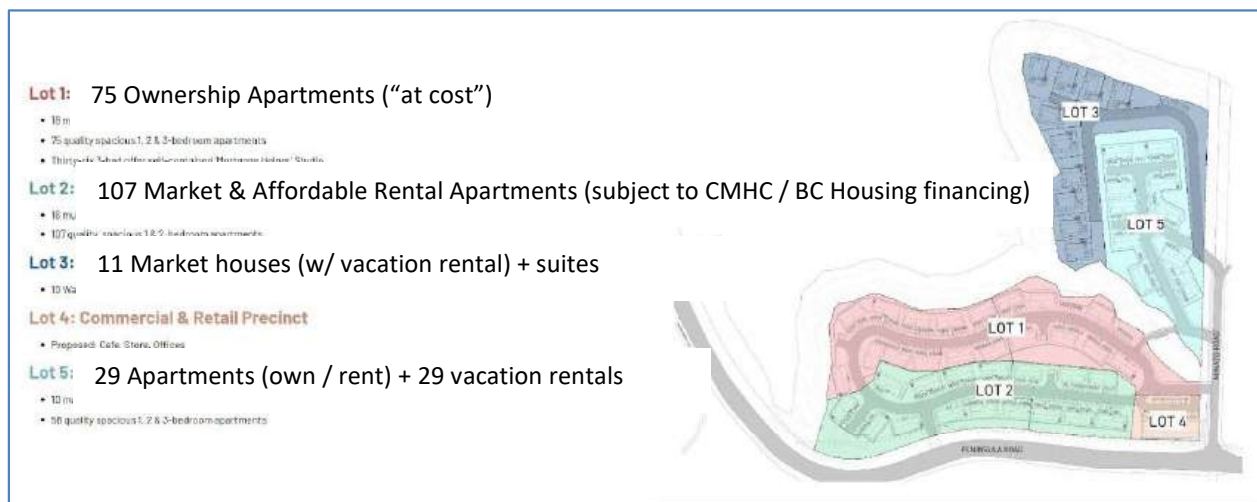 Lot 1: 75 Ownership Apartments (“at cost”)
• 75 quality spacious 1, 2 & 3-bedroom apartments
Lot 2: 107 Market & Affordable Rental Apartments (subject to CMHC / BC Housing financing)
• 107 quality, spacious 1 & 2-bedroom apartments
Lot 3: 11 Market houses (w/ vacation rental) + suites
• 10 Wa
Lot 4: Commercial & Retail Precinct
• Proposed: Cafe, Store, Offices
Lot 5: 29 Apartments (own / rent) + 29 vacation rentals
• 58 quality spacious 1, 2 & 3-bedroom apartments
LOT 3
LOT 5
LOT 1
LOT 2
LOT 4
MINATO ROAD
PENINSULA ROAD